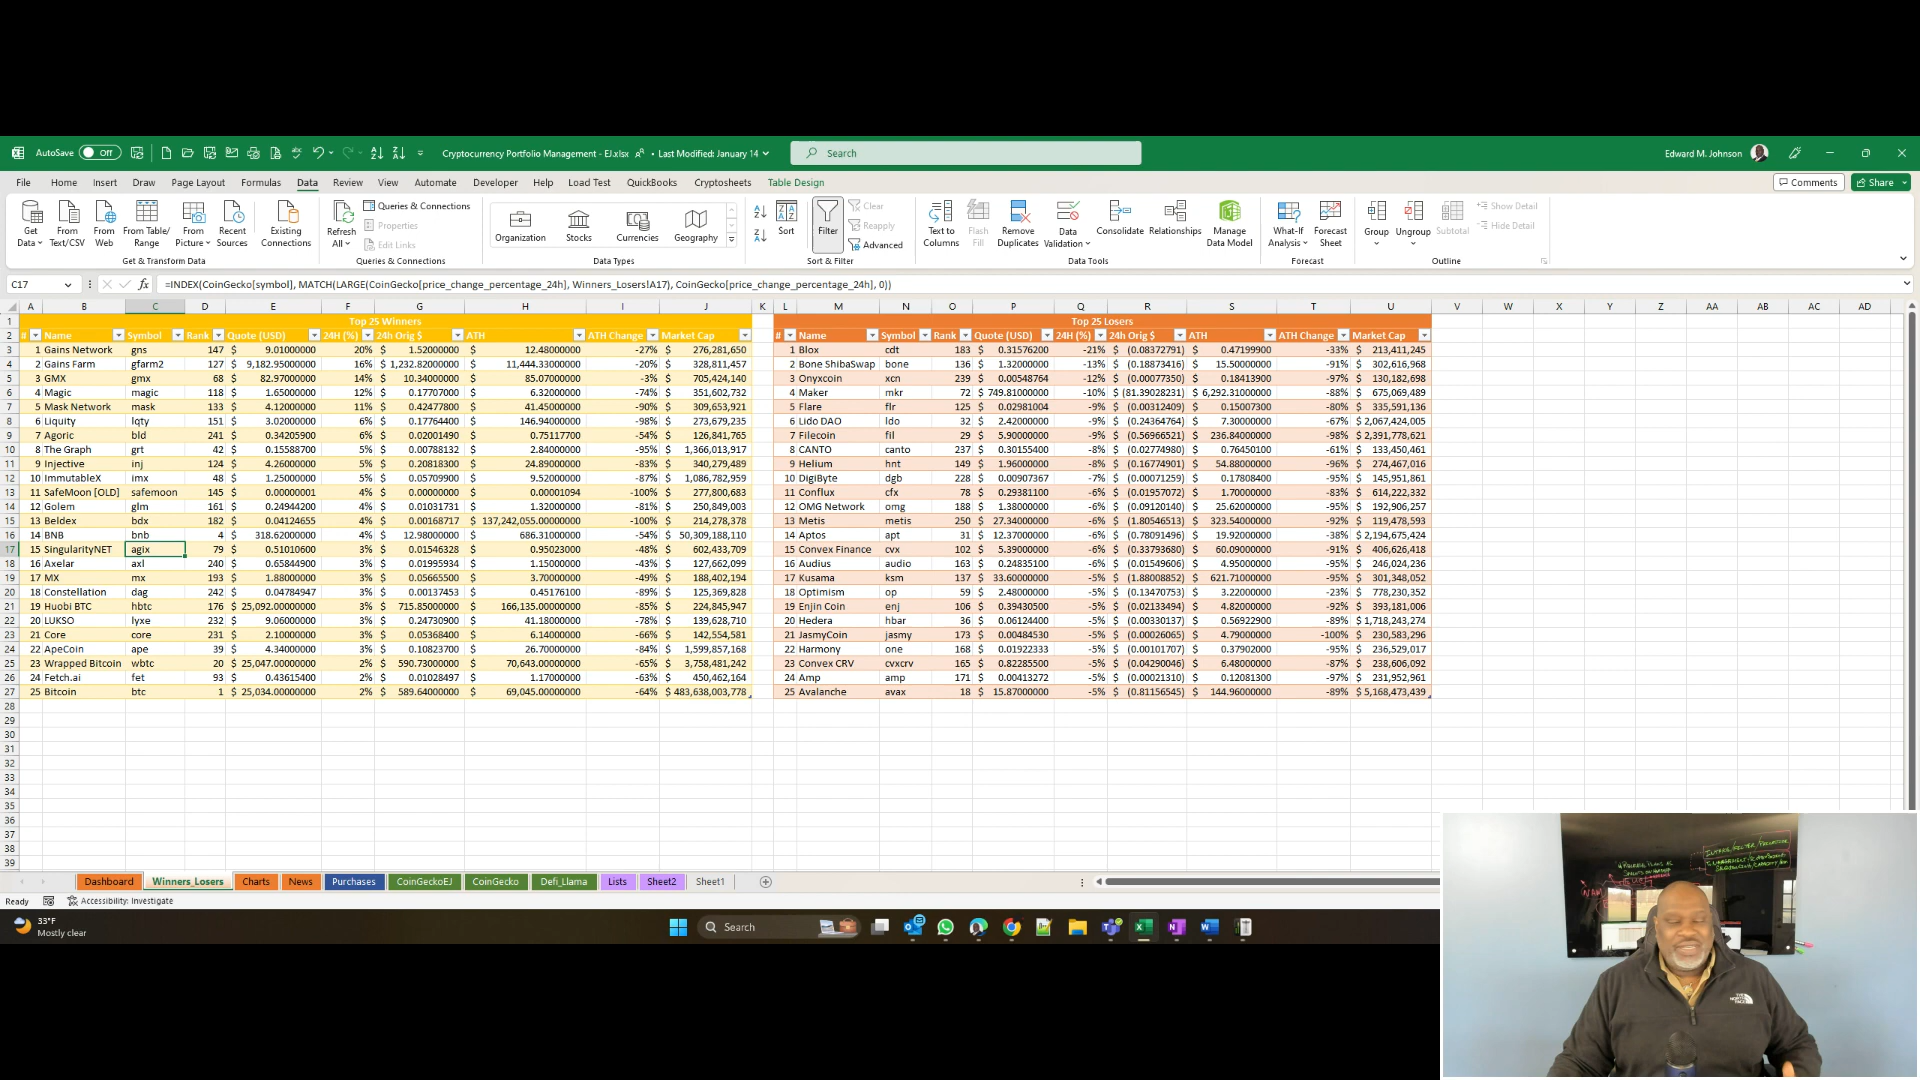 AutoSave Off Cryptocurrency Portfolio Management - EJ.xlsx • Last Modified: January 14 Search Edward M. Johnson
File Home Insert Draw Page Layout Formulas Data Review View Automate Developer Help Load Test QuickBooks Cryptosheets Table Design Comments Share
Get Data From Text/CSV From Web From Table/Range From Picture Recent Sources Existing Connections Refresh All Queries & Connections Properties Edit Links Organization Stocks Currencies Geography Sort Filter Clear Reapply Advanced Text to Columns Flash Fill Remove Duplicates Data Validation Consolidate Relationships Manage Data Model What-If Analysis Forecast Sheet Group Ungroup Subtotal Show Detail Hide Detail
Get & Transform Data Queries & Connections Data Types Sort & Filter Data Tools Forecast Outline
C17 fx =INDEX(CoinGecko[symbol], MATCH(LARGE(CoinGecko[price_change_percentage_24h], Winners_Losers!A17), CoinGecko[price_change_percentage_24h], 0))
A B C D E F G H I J K L M N O P Q R S T U V W X Y Z AA AB AC AD
1 Top 25 Winners Top 25 Losers
2 # Name Symbol Rank Quote (USD) 24H (%) 24h Orig $ ATH ATH Change Market Cap # Name Symbol Rank Quote (USD) 24H (%) 24h Orig $ ATH ATH Change Market Cap
3 1 Gains Network gns 147 $ 9.01000000 20% $ 1.52000000 $ 12.48000000 -27% $ 276,281,650 1 Blox cdt 183 $ 0.31576200 -21% $ (0.08372791) $ 0.47199900 -33% $ 213,411,245
4 2 Gains Farm gfarm2 127 $ 9,182.95000000 16% $ 1,232.82000000 $ 11,444.33000000 -20% $ 328,811,457 2 Bone ShibaSwap bone 136 $ 1.32000000 -13% $ (0.18873416) $ 15.50000000 -91% $ 302,616,968
5 3 GMX gmx 68 $ 82.97000000 14% $ 10.34000000 $ 85.07000000 -3% $ 705,424,140 3 Onyxcoin xcn 239 $ 0.00548764 -12% $ (0.00077350) $ 0.18413900 -97% $ 130,182,698
6 4 Magic magic 118 $ 1.65000000 12% $ 0.17707400 $ 6.32000000 -74% $ 351,602,732 4 Maker mkr 72 $ 749.81000000 -10% $ (81.39028231) $ 6,292.31000000 -88% $ 675,069,489
7 5 Mask Network mask 133 $ 4.12000000 11% $ 0.42477800 $ 41.45000000 -90% $ 309,653,921 5 Flare flr 125 $ 0.02981004 -9% $ (0.00312409) $ 0.15007300 -80% $ 335,591,136
8 6 Liquity lqty 151 $ 3.02000000 6% $ 0.17764400 $ 146.94000000 -98% $ 273,679,235 6 Lido DAO ldo 32 $ 2.42000000 -9% $ (0.24364764) $ 7.30000000 -67% $ 2,067,424,005
9 7 Agoric bld 241 $ 0.34205900 6% $ 0.02001490 $ 0.75117700 -54% $ 126,841,765 7 Filecoin fil 29 $ 5.90000000 -9% $ (0.56966521) $ 236.84000000 -98% $ 2,391,778,621
10 8 The Graph grt 42 $ 0.15588700 5% $ 0.00788132 $ 2.84000000 -95% $ 1,366,013,917 8 CANTO canto 237 $ 0.30155400 -8% $ (0.02774980) $ 0.76450100 -61% $ 133,450,461
11 9 Injective inj 124 $ 4.26000000 5% $ 0.20818300 $ 24.89000000 -83% $ 340,279,489 9 Helium hnt 149 $ 1.96000000 -8% $ (0.16774901) $ 54.88000000 -96% $ 274,467,016
12 10 ImmutableX imx 48 $ 1.25000000 5% $ 0.05709900 $ 9.52000000 -87% $ 1,086,782,959 10 DigiByte dgb 228 $ 0.00907367 -7% $ (0.00071259) $ 0.17808400 -95% $ 145,951,861
13 11 SafeMoon [OLD] safemoon 145 $ 0.00000001 4% $ 0.00000000 $ 0.00001094 -100% $ 277,800,683 11 Conflux cfx 78 $ 0.29381100 -6% $ (0.01957072) $ 1.70000000 -83% $ 614,222,332
14 12 Golem glm 161 $ 0.24944200 4% $ 0.01031731 $ 1.32000000 -81% $ 250,849,003 12 OMG Network omg 188 $ 1.38000000 -6% $ (0.09120140) $ 25.62000000 -95% $ 192,906,257
15 13 Beldex bdx 182 $ 0.04124655 4% $ 0.00168717 $ 137,242,055.00000000 -100% $ 214,278,378 13 Metis metis 250 $ 27.34000000 -6% $ (1.80546513) $ 323.54000000 -92% $ 119,478,593
16 14 BNB bnb 4 $ 318.62000000 4% $ 12.98000000 $ 686.31000000 -54% $ 50,309,188,110 14 Aptos apt 31 $ 12.37000000 -6% $ (0.78091496) $ 19.92000000 -38% $ 2,194,675,424
17 15 SingularityNET agix 79 $ 0.51010600 3% $ 0.01546328 $ 0.95023000 -48% $ 602,433,709 15 Convex Finance cvx 102 $ 5.39000000 -6% $ (0.33793680) $ 60.09000000 -91% $ 406,626,418
18 16 Axelar axl 240 $ 0.65844900 3% $ 0.01995934 $ 1.15000000 -43% $ 127,662,099 16 Audius audio 163 $ 0.24835100 -6% $ (0.01549606) $ 4.95000000 -95% $ 246,024,236
19 17 MX mx 193 $ 1.88000000 3% $ 0.05665500 $ 3.70000000 -49% $ 188,402,194 17 Kusama ksm 137 $ 33.60000000 -5% $ (1.88008852) $ 621.71000000 -95% $ 301,348,052
20 18 Constellation dag 242 $ 0.04784947 3% $ 0.00137453 $ 0.45176100 -89% $ 125,369,828 18 Optimism op 59 $ 2.48000000 -5% $ (0.13470753) $ 3.22000000 -23% $ 778,230,352
21 19 Huobi BTC hbtc 176 $ 25,092.00000000 3% $ 715.85000000 $ 166,135.00000000 -85% $ 224,845,947 19 Enjin Coin enj 106 $ 0.39430500 -5% $ (0.02133494) $ 4.82000000 -92% $ 393,181,006
22 20 LUKSO lyxe 232 $ 9.06000000 3% $ 0.24730900 $ 41.18000000 -78% $ 139,628,710 20 Hedera hbar 36 $ 0.06124400 -5% $ (0.00330137) $ 0.56922900 -89% $ 1,718,243,274
23 21 Core core 231 $ 2.10000000 3% $ 0.05368400 $ 6.14000000 -66% $ 142,554,581 21 JasmyCoin jasmy 173 $ 0.00484530 -5% $ (0.00026065) $ 4.79000000 -100% $ 230,583,296
24 22 ApeCoin ape 39 $ 4.34000000 3% $ 0.10823700 $ 26.70000000 -84% $ 1,599,857,168 22 Harmony one 168 $ 0.01922333 -5% $ (0.00101707) $ 0.37902000 -95% $ 236,529,017
25 23 Wrapped Bitcoin wbtc 20 $ 25,047.00000000 2% $ 590.73000000 $ 70,643.00000000 -65% $ 3,758,481,242 23 Convex CRV cvxcrv 165 $ 0.82285500 -5% $ (0.04290046) $ 6.48000000 -87% $ 238,606,092
26 24 Fetch.ai fet 93 $ 0.43615400 2% $ 0.01028497 $ 1.17000000 -63% $ 450,462,164 24 Amp amp 171 $ 0.00413272 -5% $ (0.00021310) $ 0.12081300 -97% $ 231,952,961
27 25 Bitcoin btc 1 $ 25,034.00000000 2% $ 589.64000000 $ 69,045.00000000 -64% $ 483,638,003,778 25 Avalanche avax 18 $ 15.87000000 -5% $ (0.81156545) $ 144.96000000 -89% $ 5,168,473,439
28
29
30
31
32
33
34
35
36
37
38
39
Dashboard Winners_Losers Charts News Purchases CoinGeckoEJ CoinGecko Defi_Llama Lists Sheet2 Sheet1
Ready Accessibility: Investigate
33°F
Mostly clear
Search
THE NORTH FACE